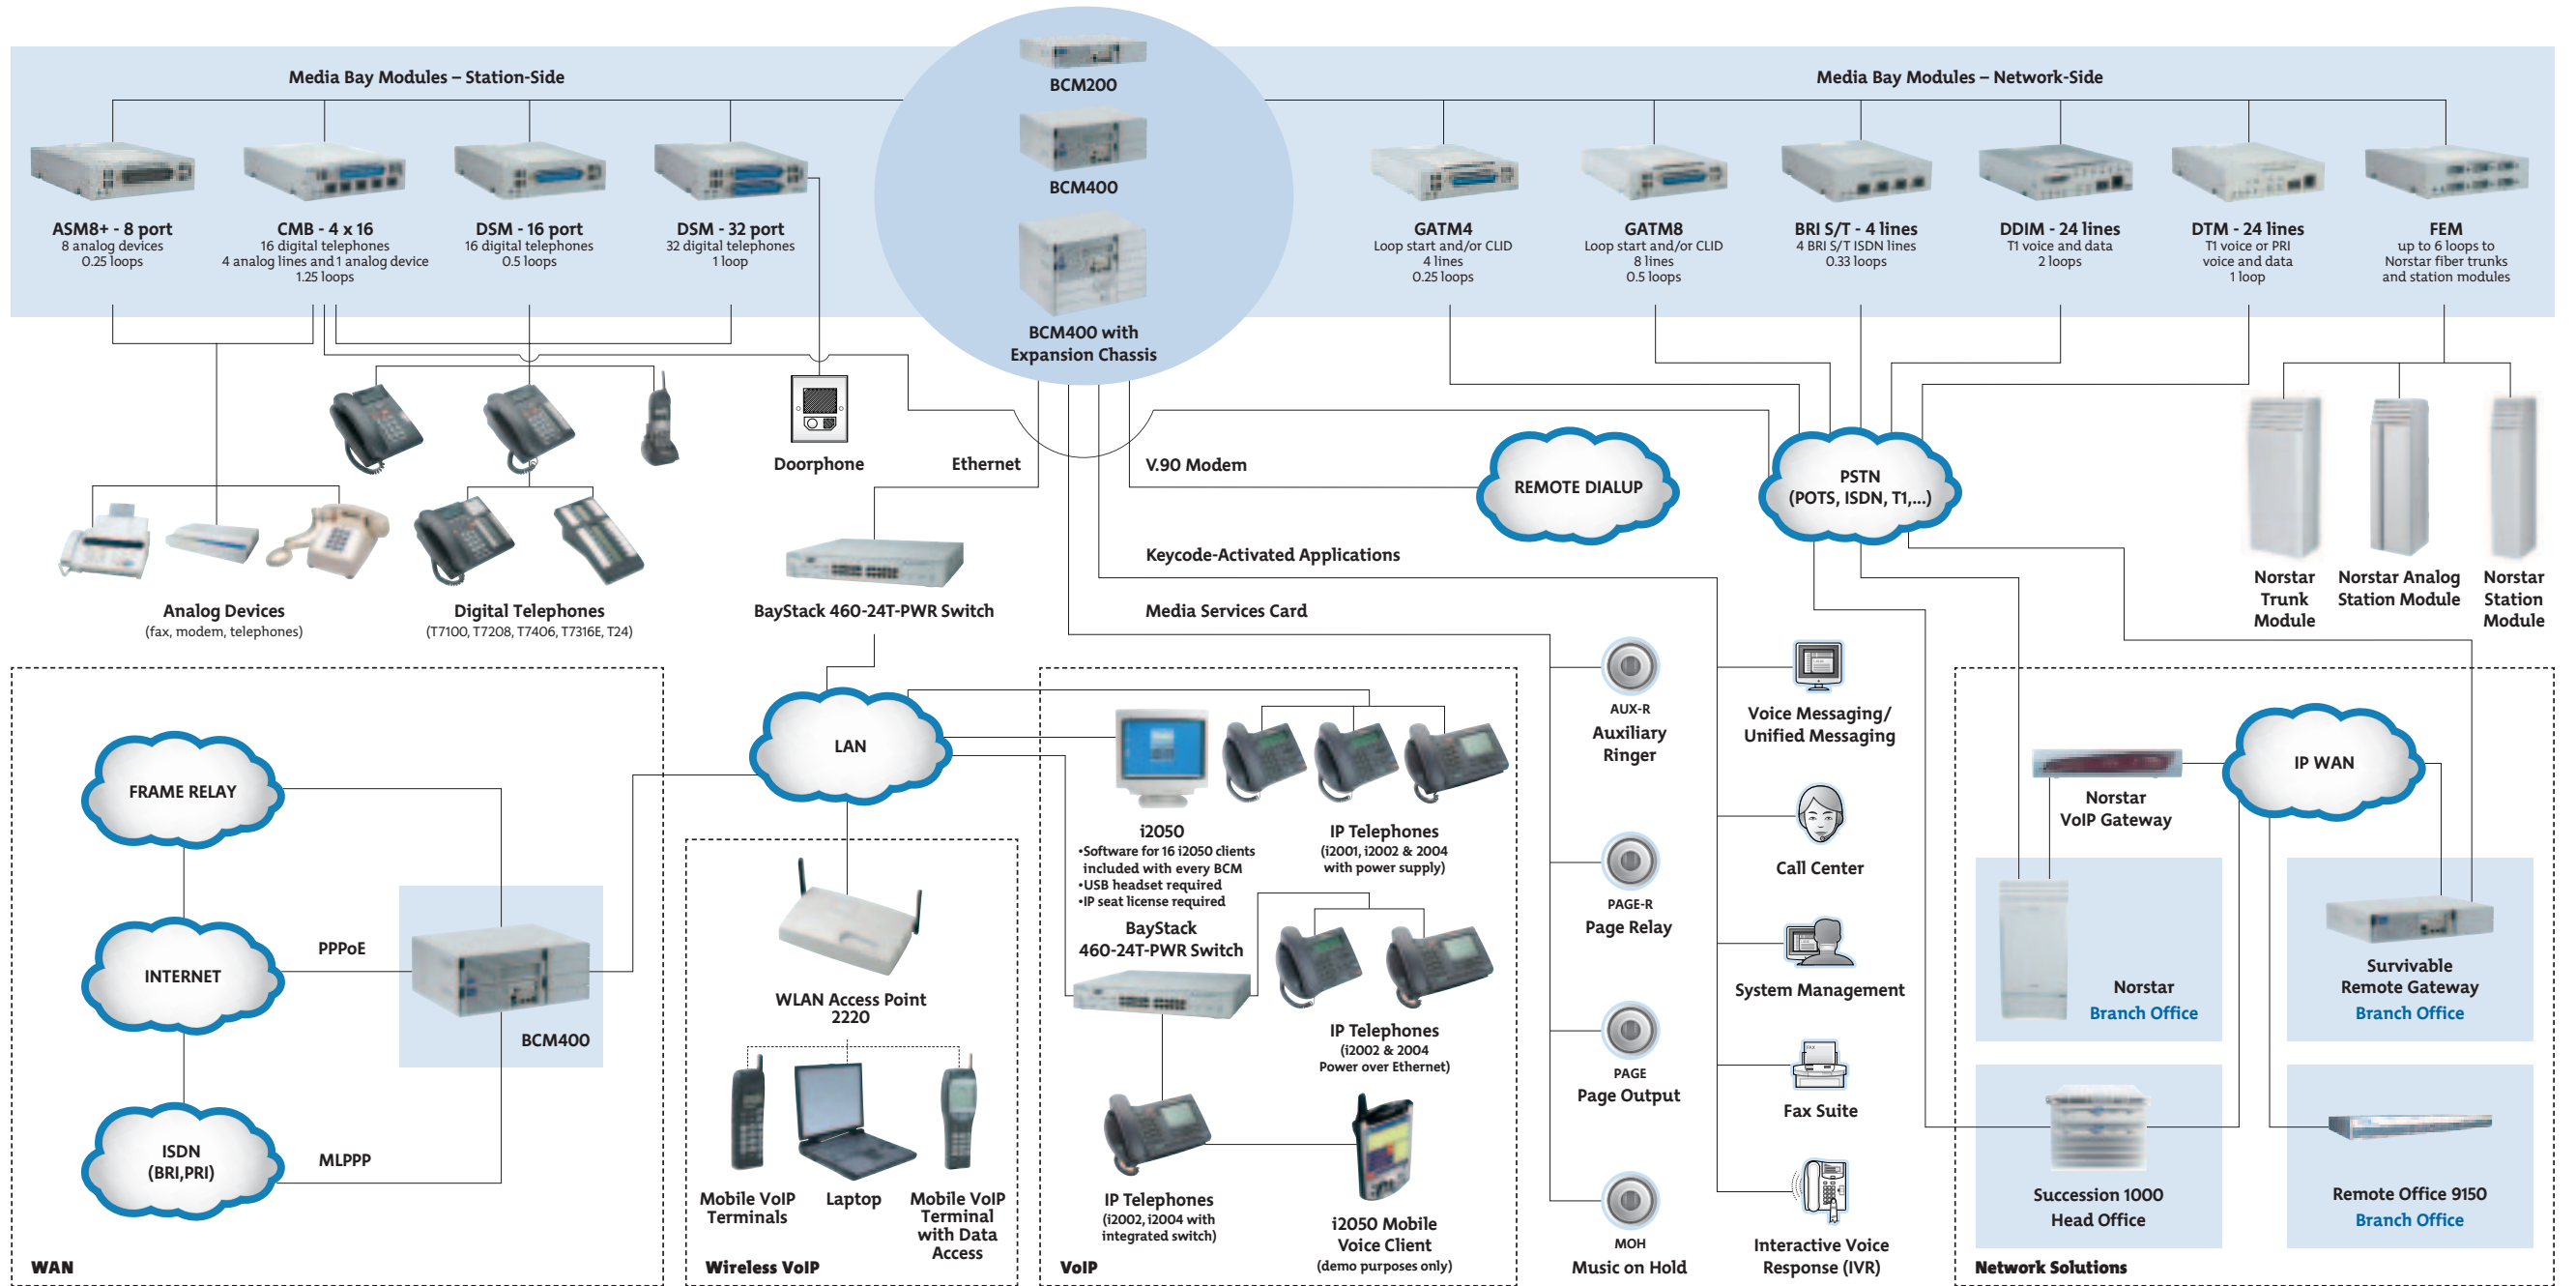 BCM200
BCM400
BCM400 with
Expansion Chassis
Media Bay Modules – Station-Side
ASM8+ - 8 port
8 analog devices
0.25 loops
CMB - 4 x 16
16 digital telephones
4 analog lines and 1 analog device
1.25 loops
DSM - 16 port
16 digital telephones
0.5 loops
DSM - 32 port
32 digital telephones
1 loop
Media Bay Modules – Network-Side
GATM4
Loop start and/or CLID
4 lines
0.25 loops
GATM8
Loop start and/or CLID
8 lines
0.5 loops
BRI S/T - 4 lines
4 BRI S/T ISDN lines
0.33 loops
DDIM - 24 lines
T1 voice and data
2 loops
DTM - 24 lines
T1 voice or PRI
voice and data
1 loop
FEM
up to 6 loops to
Norstar fiber trunks
and station modules
Analog Devices
(fax, modem, telephones)
Digital Telephones
(T7100, T7208, T7406, T7316E, T24)
Doorphone
Ethernet
V.90 Modem
REMOTE DIALUP
PSTN
(POTS, ISDN, T1,...)
BayStack 460-24T-PWR Switch
Keycode-Activated Applications
Media Services Card
Norstar
Trunk
Module
Norstar Analog
Station Module
Norstar
Station
Module
FRAME RELAY
INTERNET
ISDN
(BRI,PRI)
PPPoE
MLPPP
BCM400
WAN
LAN
WLAN Access Point
2220
Mobile VoIP
Terminals
Laptop
Mobile VoIP
Terminal
with Data
Access
Wireless VoIP
i2050
•Software for 16 i2050 clients
included with every BCM
•USB headset required
•IP seat license required
IP Telephones
(i2001, i2002 & 2004
with power supply)
BayStack
460-24T-PWR Switch
IP Telephones
(i2002 & 2004
Power over Ethernet)
IP Telephones
(i2002, i2004 with
integrated switch)
i2050 Mobile
Voice Client
(demo purposes only)
VoIP
AUX-R
Auxiliary
Ringer
PAGE-R
Page Relay
PAGE
Page Output
MOH
Music on Hold
Voice Messaging/
Unified Messaging
Call Center
System Management
FAX
Fax Suite
Interactive Voice
Response (IVR)
Norstar
VoIP Gateway
IP WAN
Norstar
Branch Office
Survivable
Remote Gateway
Branch Office
Succession 1000
Head Office
Remote Office 9150
Branch Office
Network Solutions